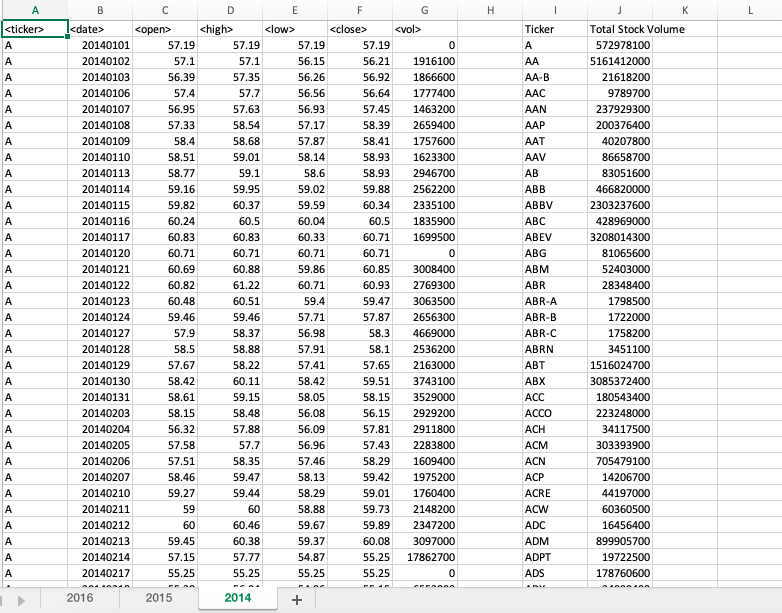 A B C D E F G H I J K L
<ticker> <date> <open> <high> <low> <close> <vol> Ticker Total Stock Volume
A 20140101 57.19 57.19 57.19 57.19 0 A 572978100
A 20140102 57.1 57.1 56.15 56.21 1916100 AA 5161412000
A 20140103 56.39 57.35 56.26 56.92 1866600 AA-B 21618200
A 20140106 57.4 57.7 56.56 56.64 1777400 AAC 9789700
A 20140107 56.95 57.63 56.93 57.45 1463200 AAN 237929300
A 20140108 57.33 58.54 57.17 58.39 2659400 AAP 200376400
A 20140109 58.4 58.68 57.87 58.41 1757600 AAT 40207800
A 20140110 58.51 59.01 58.14 58.93 1623300 AAV 86658700
A 20140113 58.77 59.1 58.6 58.93 2946700 AB 83051600
A 20140114 59.16 59.95 59.02 59.88 2562200 ABB 466820000
A 20140115 59.82 60.37 59.59 60.34 2335100 ABBV 2303237600
A 20140116 60.24 60.5 60.04 60.5 1835900 ABC 428969000
A 20140117 60.83 60.83 60.33 60.71 1699500 ABEV 3208014300
A 20140120 60.71 60.71 60.71 60.71 0 ABG 81065600
A 20140121 60.69 60.88 59.86 60.85 3008400 ABM 52403000
A 20140122 60.82 61.22 60.71 60.93 2769300 ABR 28348400
A 20140123 60.48 60.51 59.4 59.47 3063500 ABR-A 1798500
A 20140124 59.46 59.46 57.71 57.87 2656300 ABR-B 1722000
A 20140127 57.9 58.37 56.98 58.3 4669000 ABR-C 1758200
A 20140128 58.5 58.88 57.91 58.1 2536200 ABRN 3451100
A 20140129 57.67 58.22 57.41 57.65 2163000 ABT 1516024700
A 20140130 58.42 60.11 58.42 59.51 3743100 ABX 3085372400
A 20140131 58.61 59.15 58.05 58.15 3529000 ACC 180543400
A 20140203 58.15 58.48 56.08 56.15 2929200 ACCO 223248000
A 20140204 56.32 57.88 56.09 57.81 2911800 ACH 34117500
A 20140205 57.58 57.7 56.96 57.43 2283800 ACM 303393900
A 20140206 57.51 58.35 57.46 58.29 1609400 ACN 705479100
A 20140207 58.46 59.47 58.13 59.42 1975200 ACP 14206700
A 20140210 59.27 59.44 58.29 59.01 1760400 ACRE 44197000
A 20140211 59 60 58.88 59.73 2148200 ACW 60360500
A 20140212 60 60.46 59.67 59.89 2347200 ADC 16456400
A 20140213 59.45 60.38 59.37 60.08 3097000 ADM 899905700
A 20140214 57.15 57.77 54.87 55.25 17862700 ADPT 19722500
A 20140217 55.25 55.25 55.25 55.25 0 ADS 178760600
2016 2015 2014 +